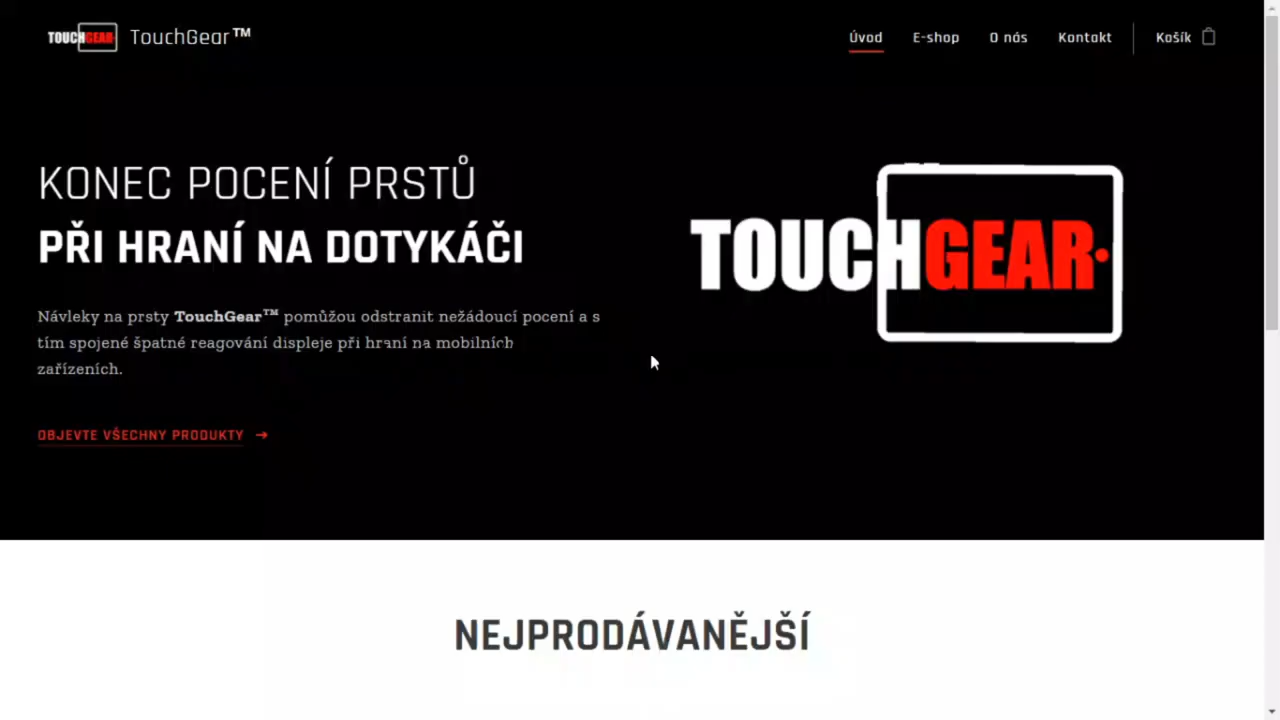 TOUCHGEAR TouchGear™
Úvod E-shop O nás Kontakt Košík
KONEC POCENÍ PRSTŮ
PŘI HRANÍ NA DOTYKÁČI
Návleky na prsty TouchGear™ pomůžou odstranit nežádoucí pocení a s
tím spojené špatné reagování displeje při hraní na mobilních
zařízeních.
OBJEVTE VŠECHNY PRODUKTY →
TOUCHGEAR
NEJPRODÁVANĚJŠÍ